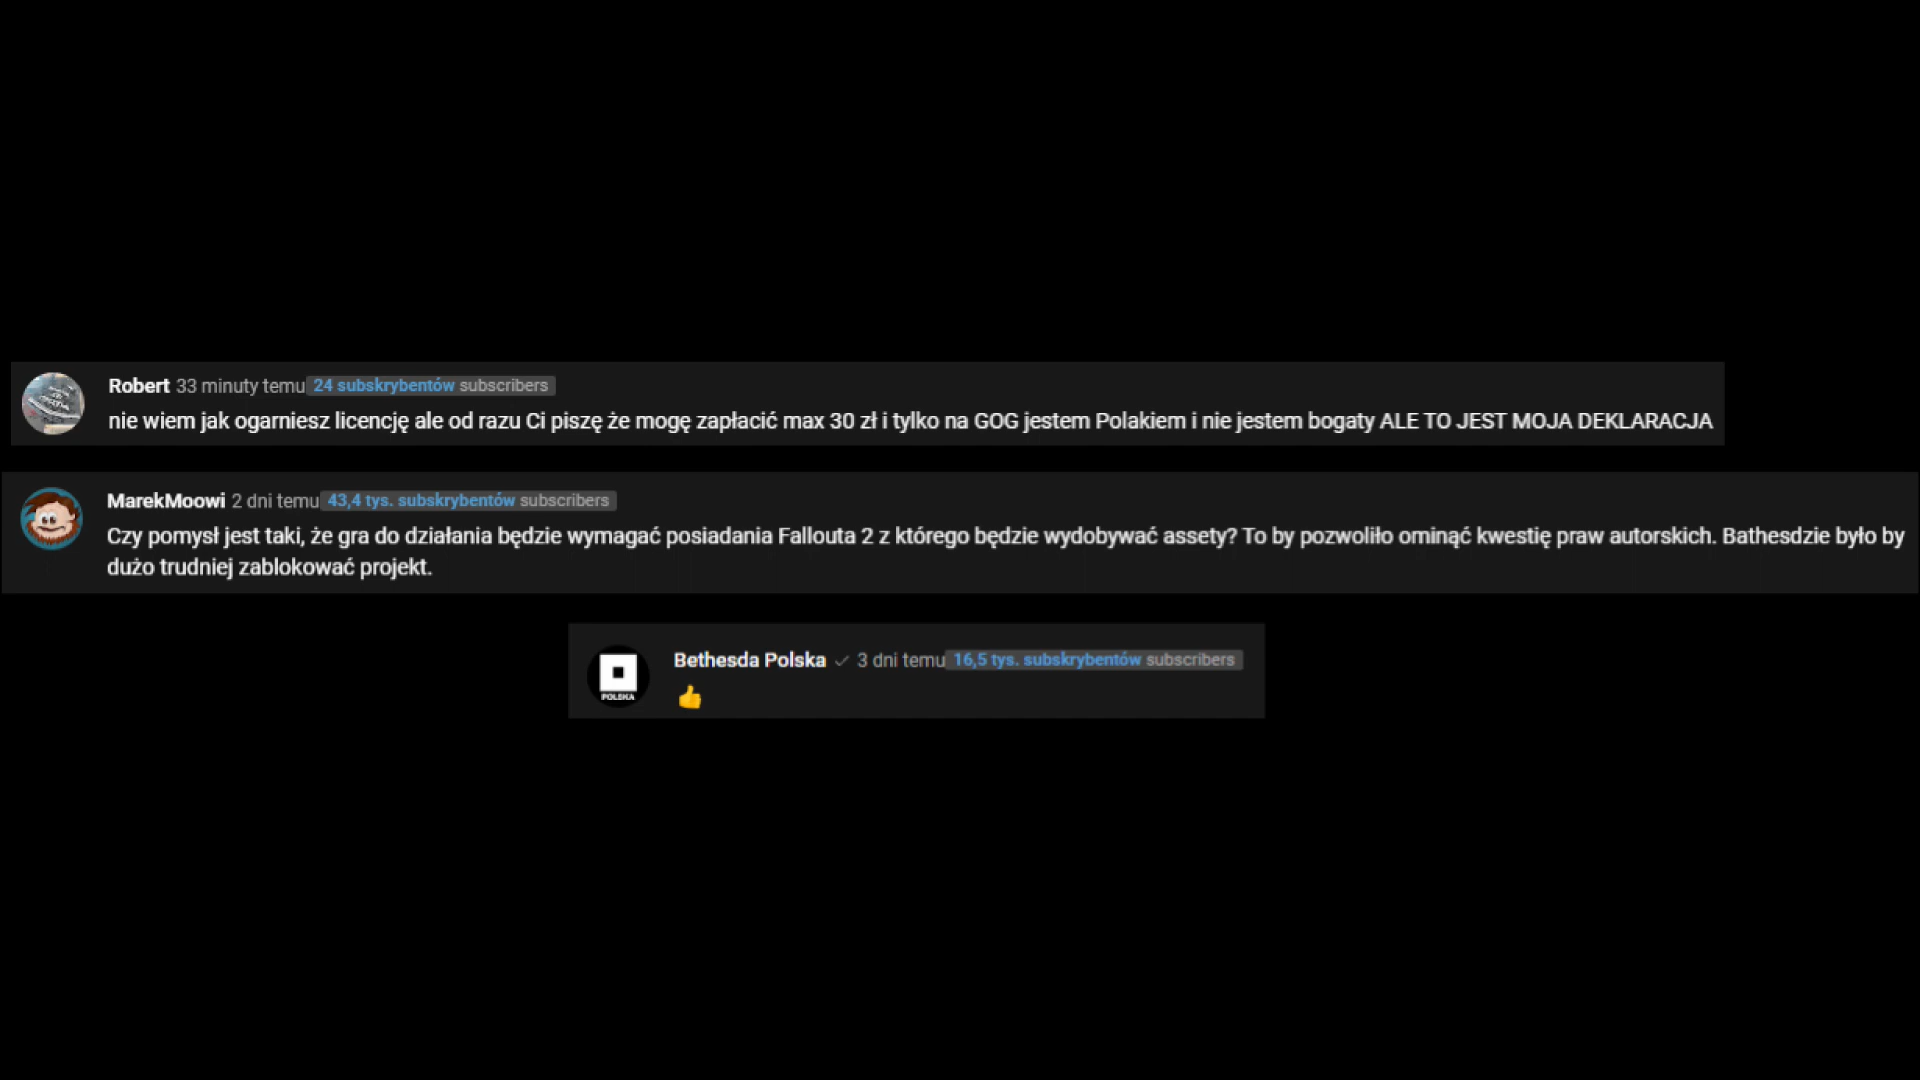 Robert 33 minuty temu 24 subskrybentów subscribers
nie wiem jak ogarniesz licencję ale od razu Ci piszę że mogę zapłacić max 30 zł i tylko na GOG jestem Polakiem i nie jestem bogaty ALE TO JEST MOJA DEKLARACJA
MarekMoowi 2 dni temu 43,4 tys. subskrybentów subscribers
Czy pomysł jest taki, że gra do działania będzie wymagać posiadania Fallouta 2 z którego będzie wydobywać assety? To by pozwoliło ominąć kwestię praw autorskich. Bathesdzie było by
dużo trudniej zablokować projekt.
Bethesda Polska 3 dni temu 16,5 tys. subskrybentów subscribers
POLSKA
👍